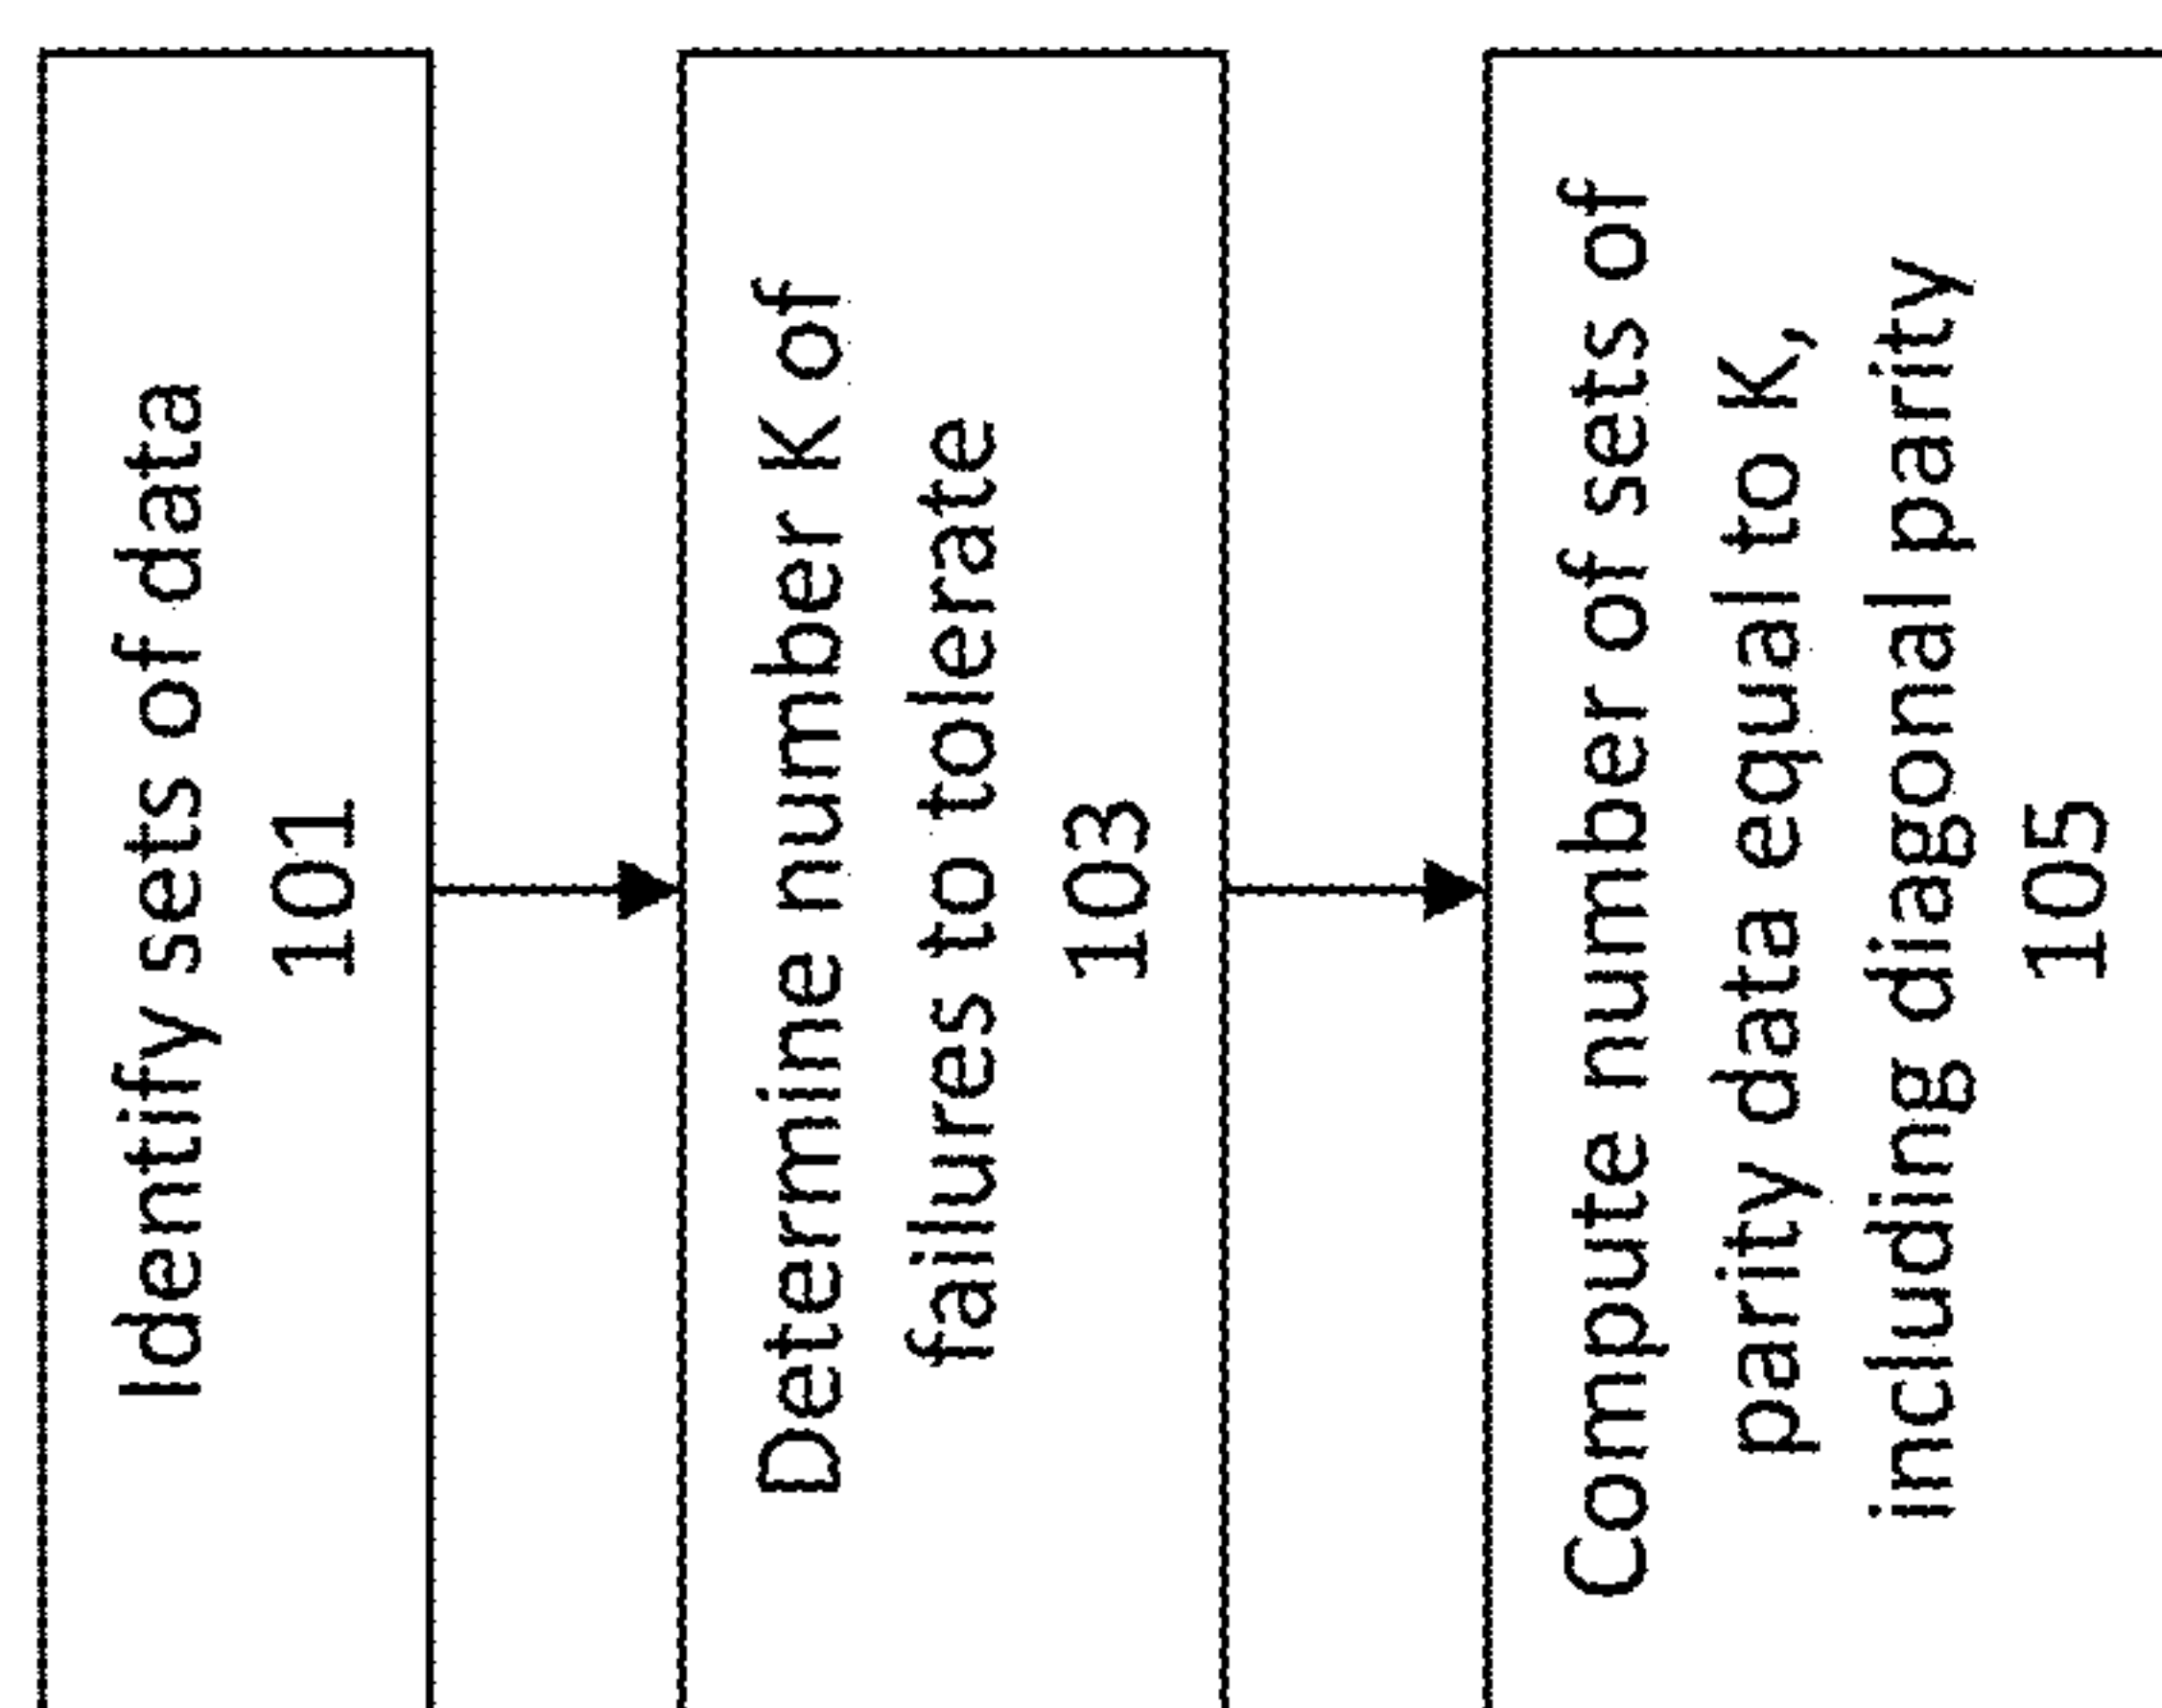 Identify sets of data
101
Determine number K of
failures to tolerate
103
Compute number of sets of
parity data equal to K,
including diagonal parity
105